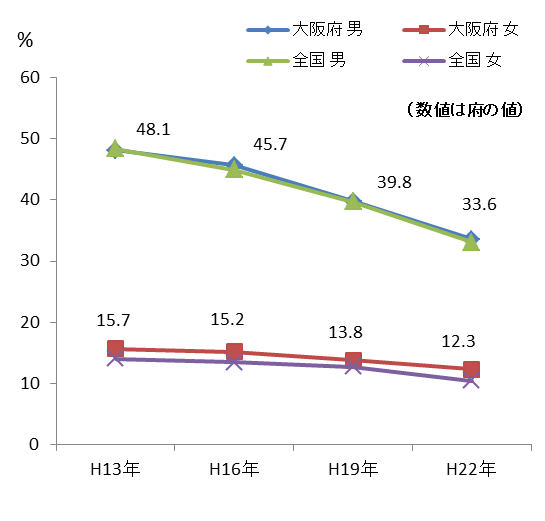 大阪府 男
大阪府 女
全国 男
全国 女
%
(数値は府の値)
60
50
40
30
20
10
0
48.1
45.7
39.8
33.6
15.7
15.2
13.8
12.3
H13年
H16年
H19年
H22年